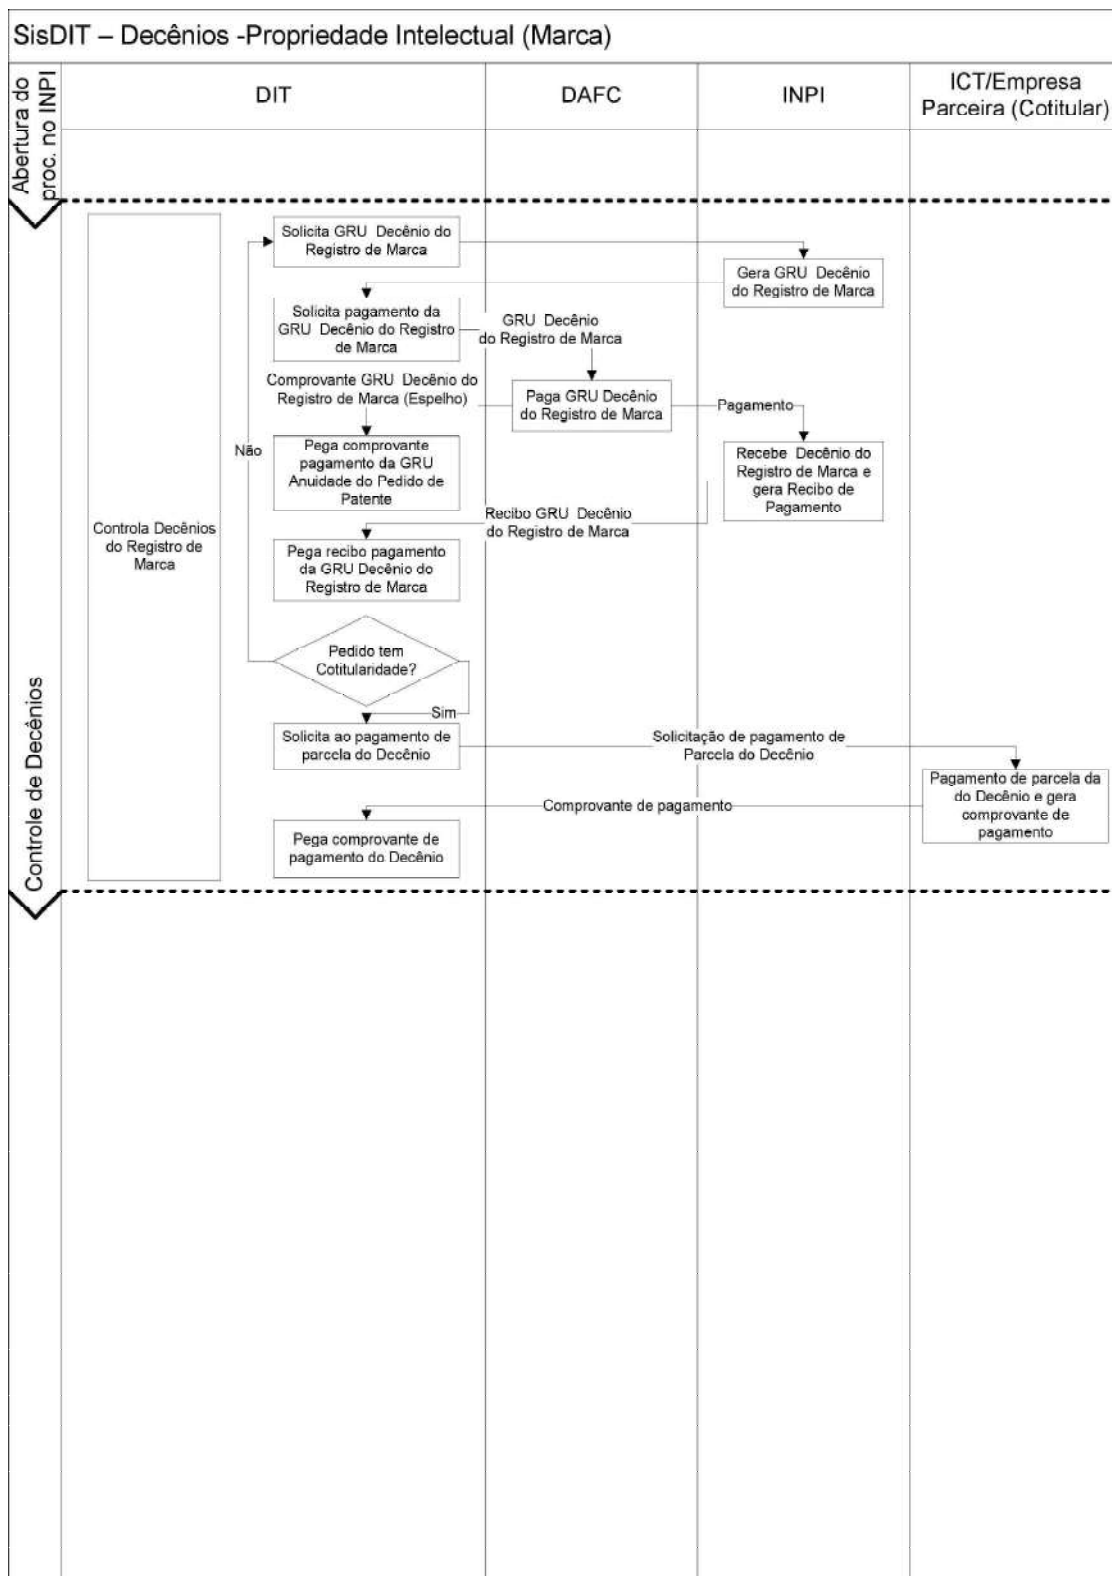 SisDIT – Decênios -Propriedade Intelectual (Marca)
Abertura do
proc. no INPI
DIT
DAFC
INPI
ICT/Empresa
Parceira (Cotitular)
Controle de Decênios
Controla Decênios
do Registro de
Marca
Solicita GRU Decênio do
Registro de Marca
Gera GRU Decênio
do Registro de Marca
Solicita pagamento da
GRU Decênio do Registro
de Marca
GRU Decênio
do Registro de Marca
Comprovante GRU Decênio do
Registro de Marca (Espelho)
Paga GRU Decênio
do Registro de Marca
Pagamento
Não
Pega comprovante
pagamento da GRU
Anuidade do Pedido de
Patente
Recebe Decênio do
Registro de Marca e
gera Recibo de
Pagamento
Recibo GRU Decênio
do Registro de Marca
Pega recibo pagamento
da GRU Decênio do
Registro de Marca
Pedido tem
Cotitularidade?
Sim
Solicita ao pagamento de
parcela do Decênio
Solicitação de pagamento de
Parcela do Decênio
Pagamento de parcela da
do Decênio e gera
comprovante de
pagamento
Comprovante de pagamento
Pega comprovante de
pagamento do Decênio